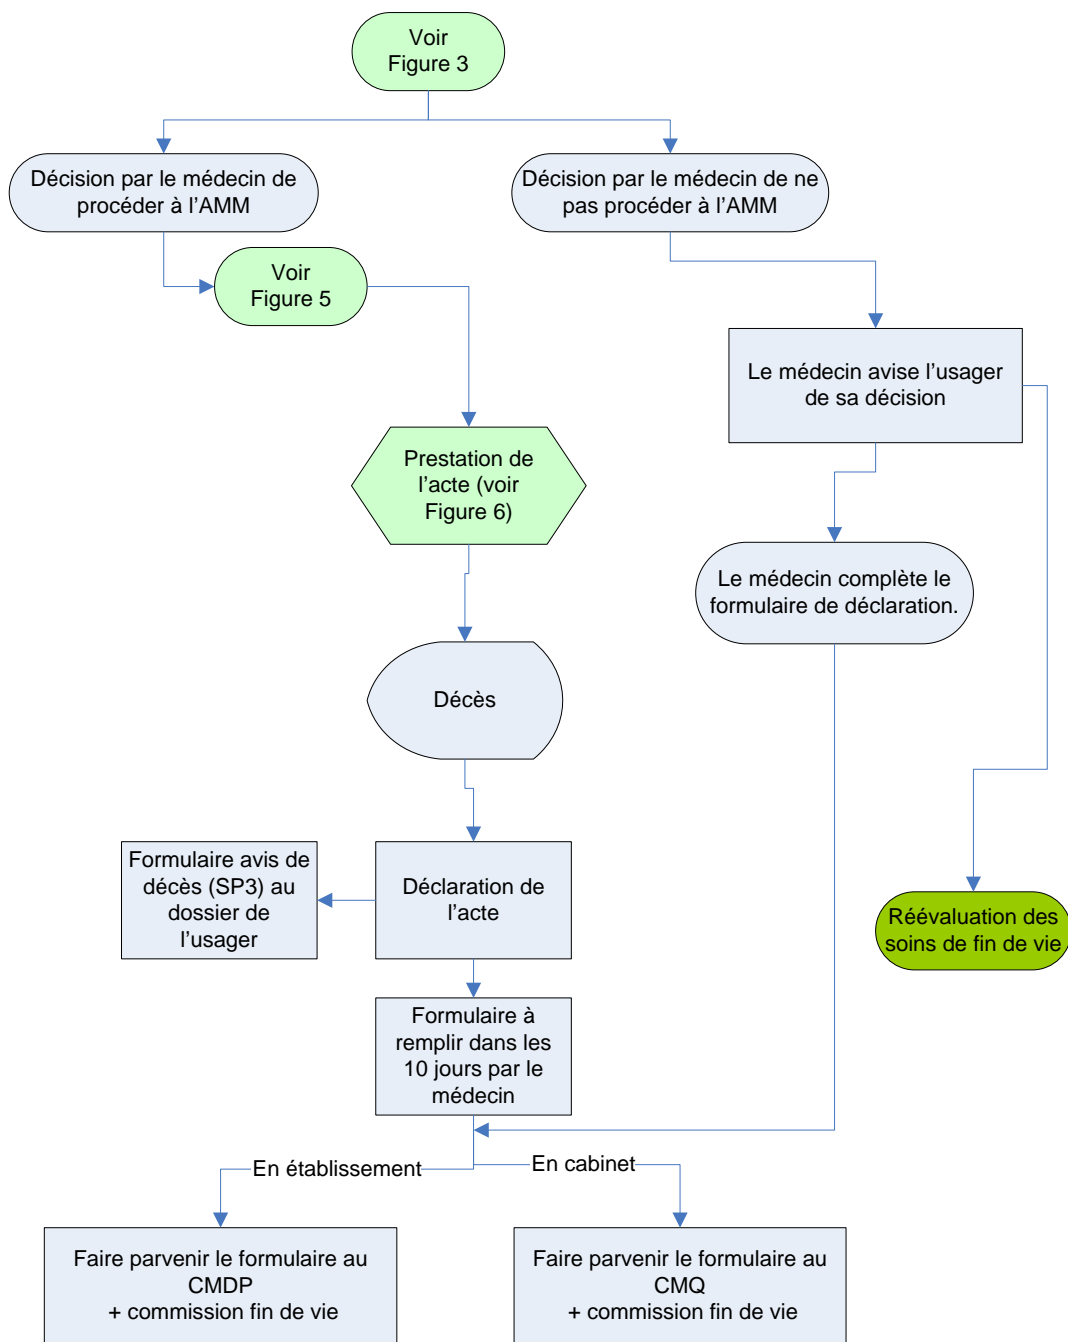 Voir
Figure 3
Décision par le médecin de
procéder à l’AMM
Décision par le médecin de ne
pas procéder à l’AMM
Voir
Figure 5
Le médecin avise l’usager
de sa décision
Prestation de
l’acte (voir
Figure 6)
Le médecin complète le
formulaire de déclaration.
Décès
Formulaire avis de
décès (SP3) au
dossier de
l’usager
Déclaration de
l’acte
Réévaluation des
soins de fin de vie
Formulaire à
remplir dans les
10 jours par le
médecin
En établissement
En cabinet
Faire parvenir le formulaire au
CMDP
+ commission fin de vie
Faire parvenir le formulaire au
CMQ
+ commission fin de vie